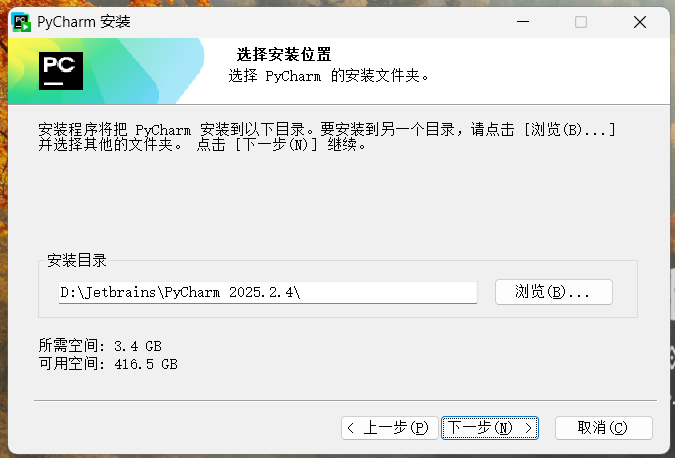 PyCharm 安装
PC
选择安装位置
选择 PyCharm 的安装文件夹。
安装程序将把 PyCharm 安装到以下目录。要安装到另一个目录，请点击 [浏览(B)...]
并选择其他的文件夹。 点击 [下一步(N)] 继续。
安装目录
D:\Jetbrains\PyCharm 2025.2.4\
浏览(B)...
所需空间: 3.4 GB
可用空间: 416.5 GB
< 上一步(P)
下一步(N) >
取消(C)